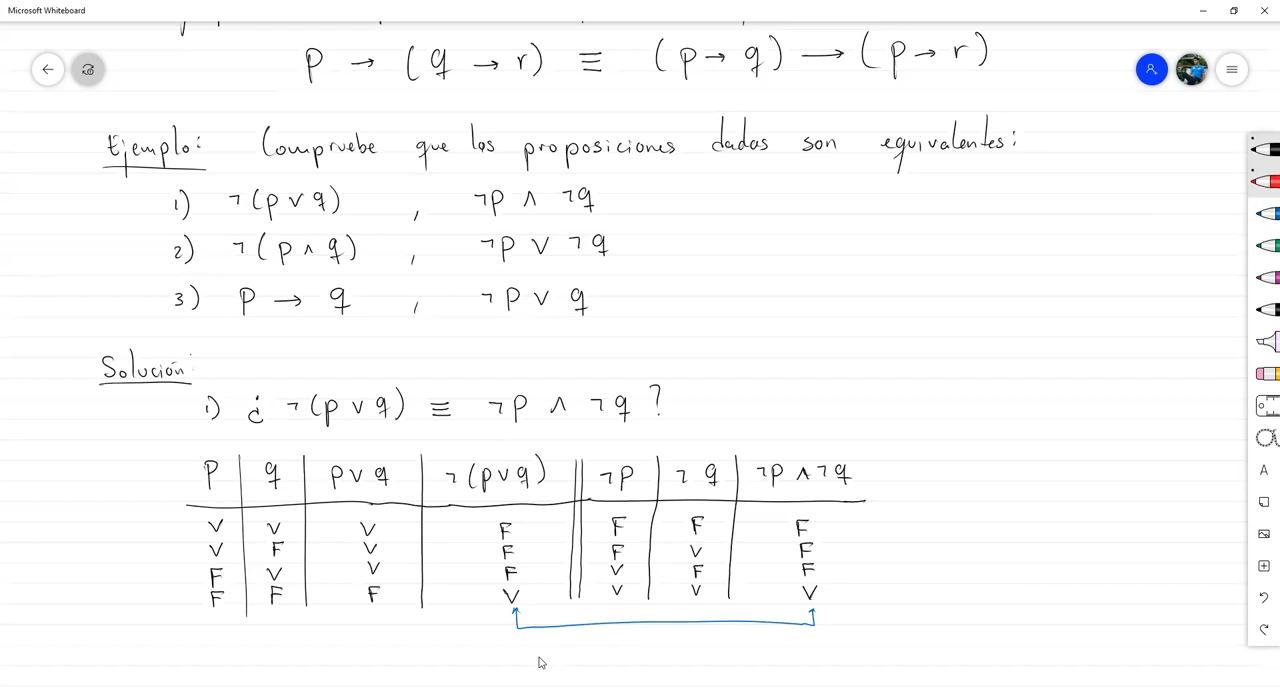 Microsoft Whiteboard
p → (q → r) ≡ (p → q) → (p → r)
Ejemplo: Compruebe que las proposiciones dadas son equivalentes:
1) ¬(p ∨ q) , ¬p ∧ ¬q
2) ¬(p ∧ q) , ¬p ∨ ¬q
3) p → q , ¬p ∨ q
Solución:
1) ¿ ¬(p ∨ q) ≡ ¬p ∧ ¬q ?
p q p ∨ q ¬(p ∨ q) ¬p ¬q ¬p ∧ ¬q
V V V F F F F
V F V F F V F
F V V F V F F
F F F V V V V
A